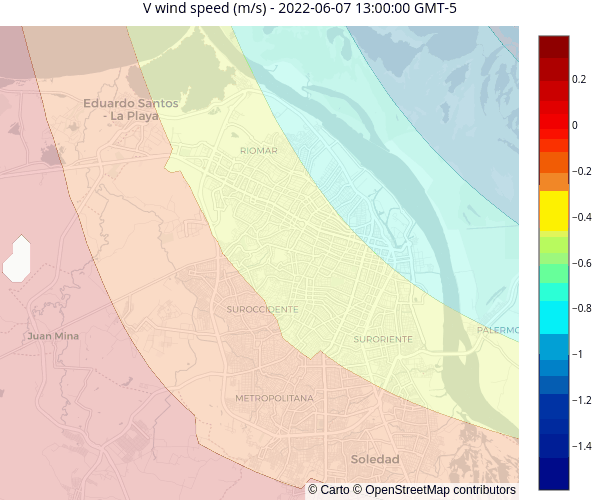 V wind speed (m/s) - 2022-06-07 13:00:00 GMT-5
Eduardo Santos
- La Playa
RIOMAR
SUROCCIDENTE
Juan Mina
SURORIENTE
PALERMO
METROPOLITANA
Soledad
© Carto © OpenStreetMap contributors
0.2
0
−0.2
−0.4
−0.6
−0.8
−1
−1.2
−1.4